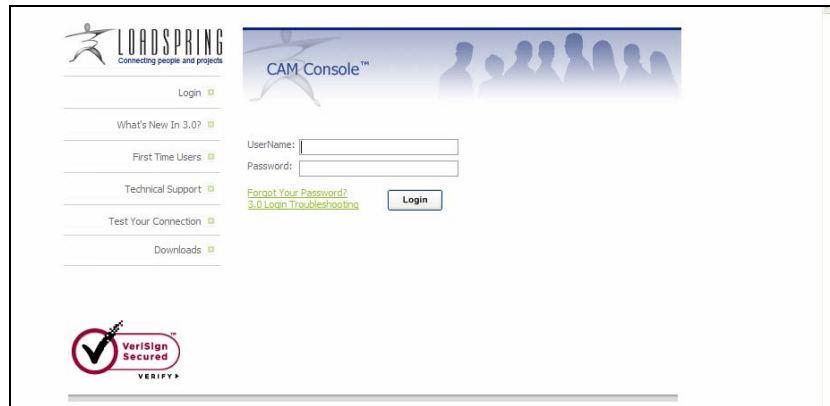 LOADSPRING
Connecting people and projects
CAM Console™
Login
What's New In 3.0?
First Time Users
Technical Support
Test Your Connection
Downloads
UserName:
Password:
Forgot Your Password?
3.0 Login Troubleshooting
Login
VeriSign
Secured
VERIFY